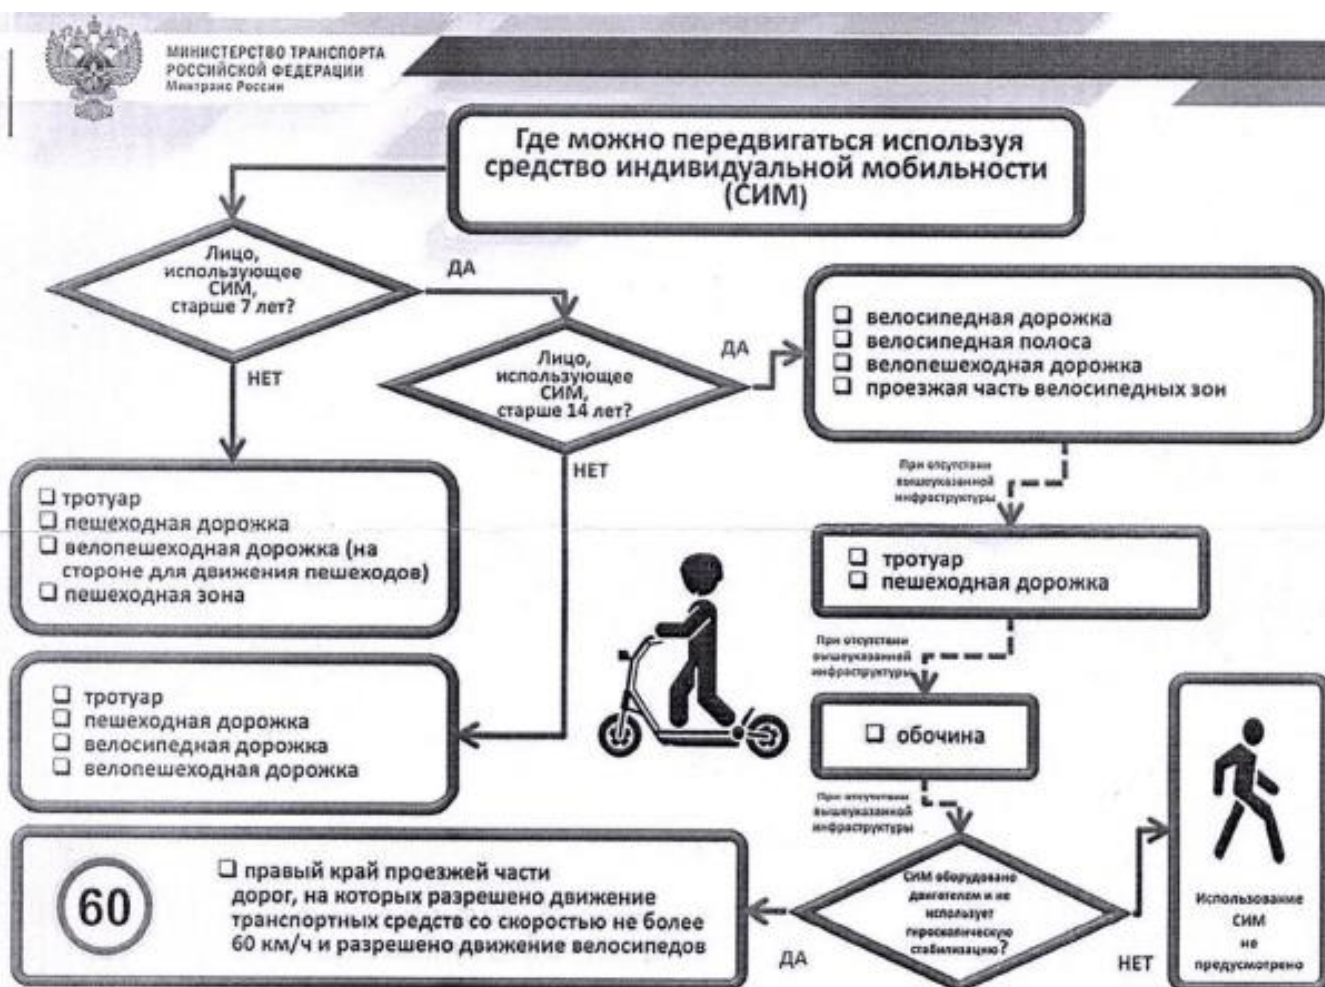 МИНИСТЕРСТВО ТРАНСПОРТА
РОССИЙСКОЙ ФЕДЕРАЦИИ
Минтранс России
Где можно передвигаться используя
средство индивидуальной мобильности
(СИМ)
Лицо,
использующее
СИМ,
старше 7 лет?
ДА
НЕТ
Лицо,
использующее
СИМ,
старше 14 лет?
ДА
НЕТ
велосипедная дорожка
велосипедная полоса
велопешеходная дорожка
проезжая часть велосипедных зон
При отсутствии
вышеуказанной
инфраструктуры
тротуар
пешеходная дорожка
велопешеходная дорожка (на
стороне для движения пешеходов)
пешеходная зона
тротуар
пешеходная дорожка
При отсутствии
вышеуказанной
инфраструктуры
тротуар
пешеходная дорожка
велосипедная дорожка
велопешеходная дорожка
обочина
При отсутствии
вышеуказанной
инфраструктуры
60
правый край проезжей части
дорог, на которых разрешено движение
транспортных средств со скоростью не более
60 км/ч и разрешено движение велосипедов
СИМ оборудовано
двигателем и не
использует
гироскопическую
стабилизацию?
ДА
НЕТ
Использование
СИМ
не
предусмотрено